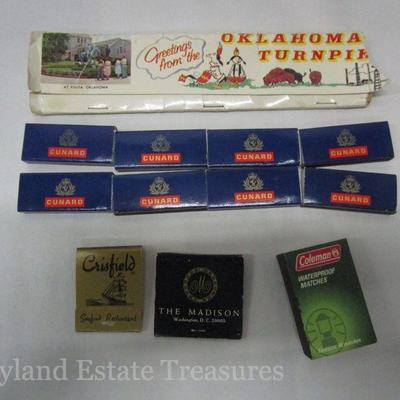 Greetings from the
OKLAHOMA
TURNPIK
AT VINITA, OKLAHOMA
CUNARD
CUNARD
CUNARD
CUNARD
CUNARD
CUNARD
CUNARD
CUNARD
Crisfield
Seafood Restaurant
M
THE MADISON
Washington, D.C. 20005
Coleman
WATERPROOF
MATCHES
yland Estate Treasures